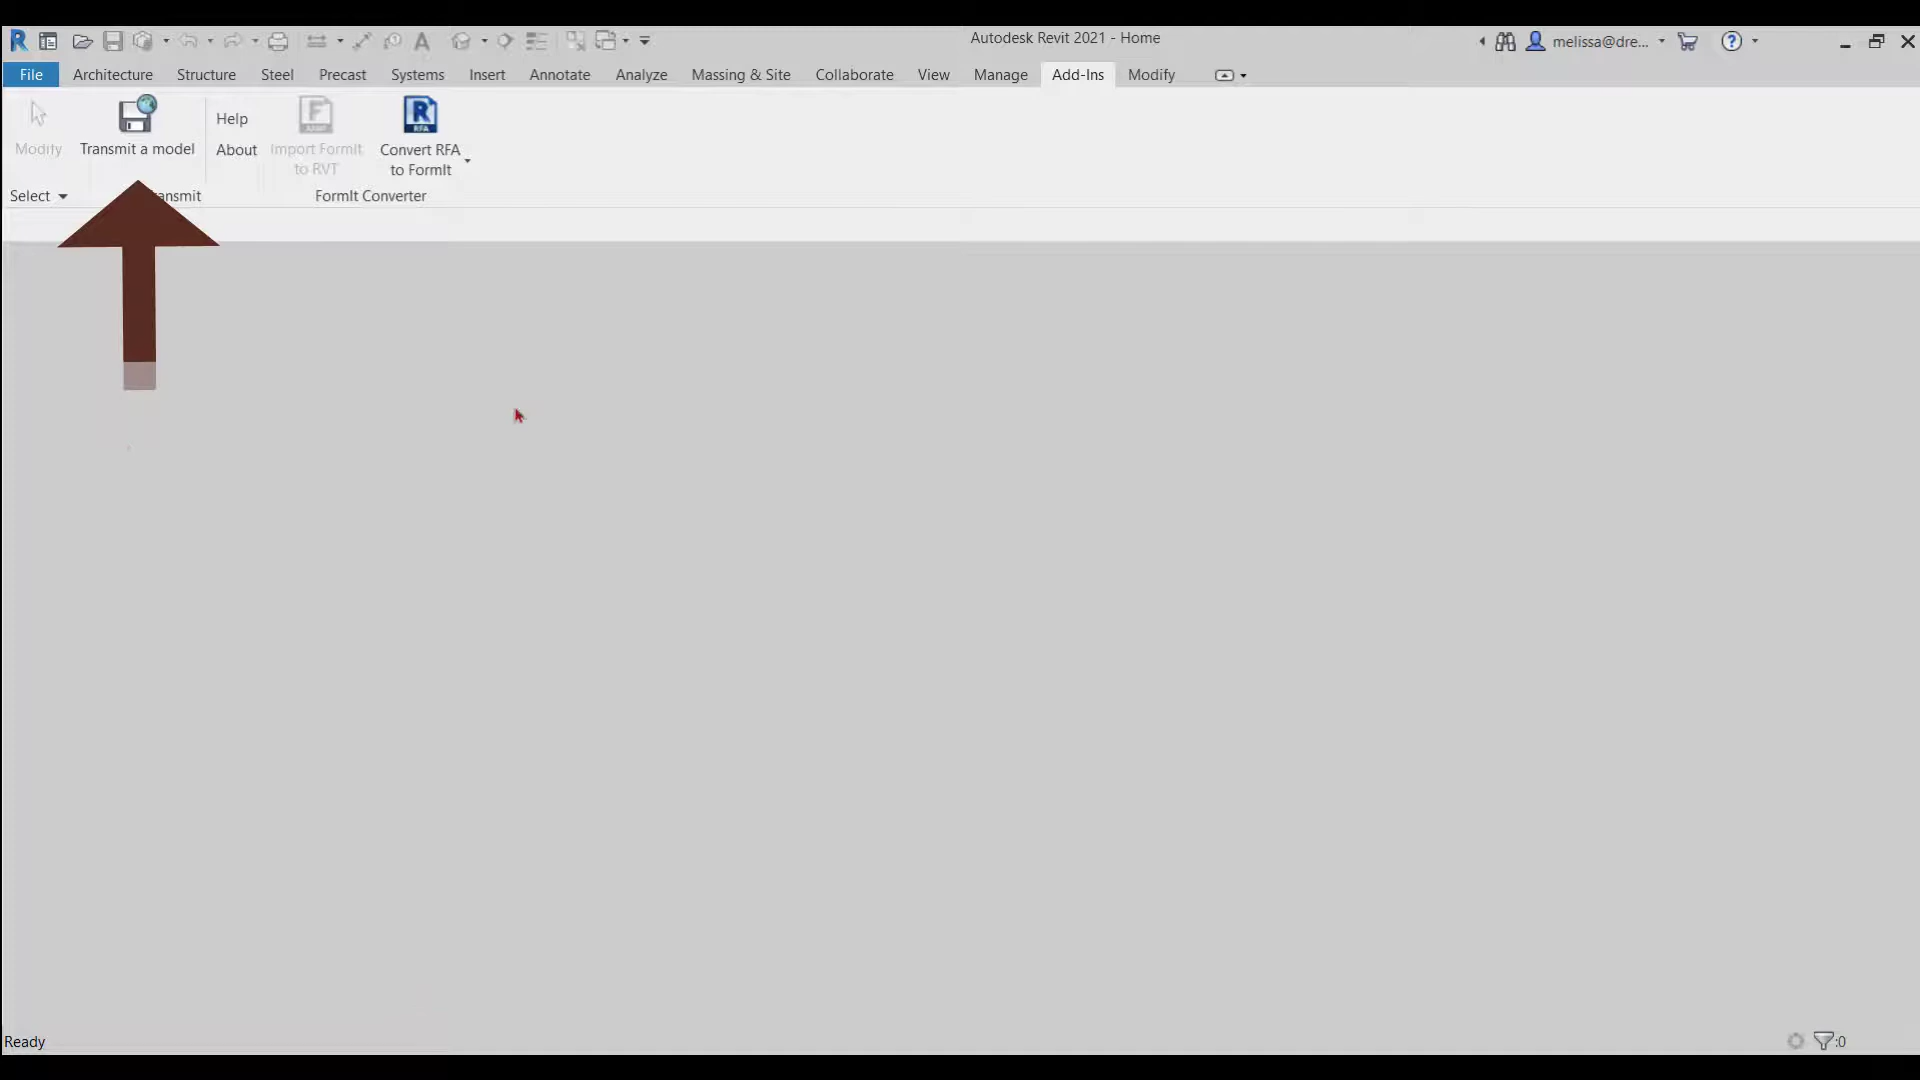 Autodesk Revit 2021 - Home
melissa@dre...
File Architecture Structure Steel Precast Systems Insert Annotate Analyze Massing & Site Collaborate View Manage Add-Ins Modify
Modify
Transmit a model
Help
About
Import FormIt
to RVT
Convert RFA
to FormIt
RFA
Select
ansmit
FormIt Converter
Ready
:0